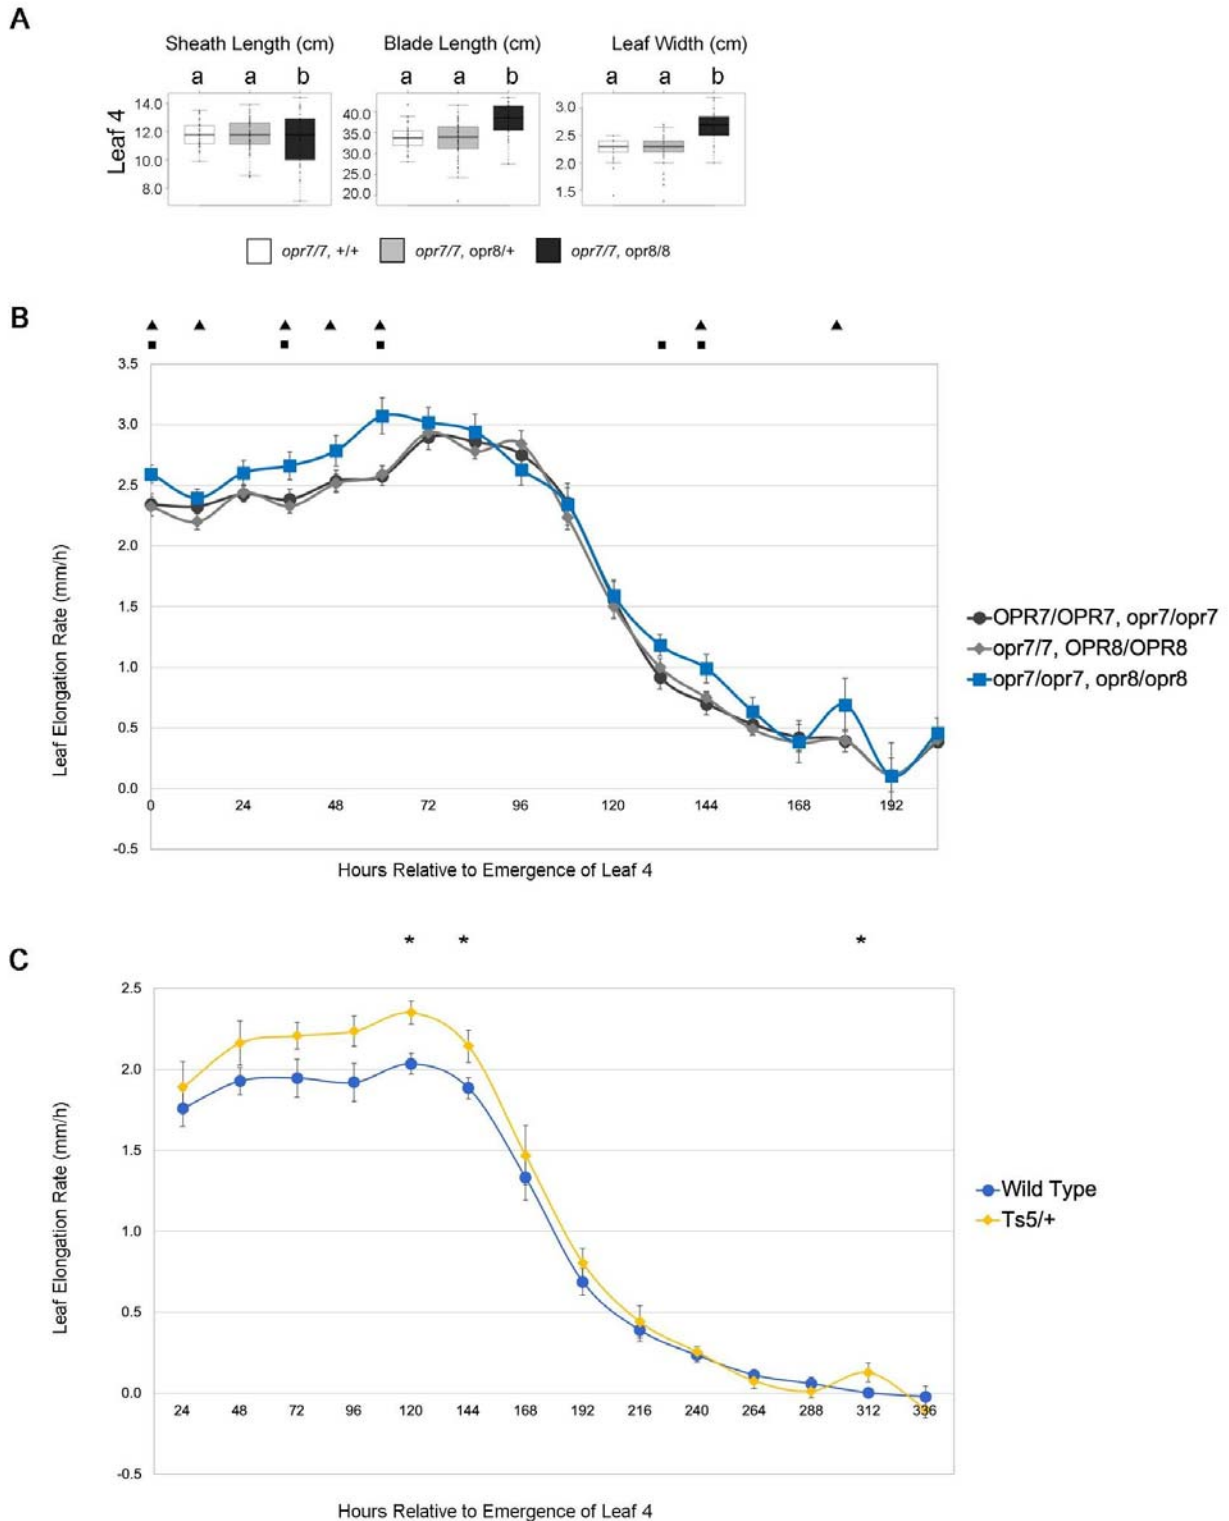 A
Sheath Length (cm) Blade Length (cm) Leaf Width (cm)
a a b a a b a a b
Leaf 4
14.0
12.0
10.0
8.0
40.0
35.0
30.0
25.0
20.0
3.0
2.5
2.0
1.5
opr7/7, +/+ opr7/7, opr8/+ opr7/7, opr8/8
B
3.5
3.0
2.5
2.0
1.5
1.0
0.5
0.0
-0.5
Leaf Elongation Rate (mm/h)
0 24 48 72 96 120 144 168 192
Hours Relative to Emergence of Leaf 4
OPR7/OPR7, opr7/opr7
opr7/7, OPR8/OPR8
opr7/opr7, opr8/opr8
C
* * *
2.5
2.0
1.5
1.0
0.5
0.0
-0.5
Leaf Elongation Rate (mm/h)
24 48 72 96 120 144 168 192 216 240 264 288 312 336
Hours Relative to Emergence of Leaf 4
Wild Type
Ts5/+